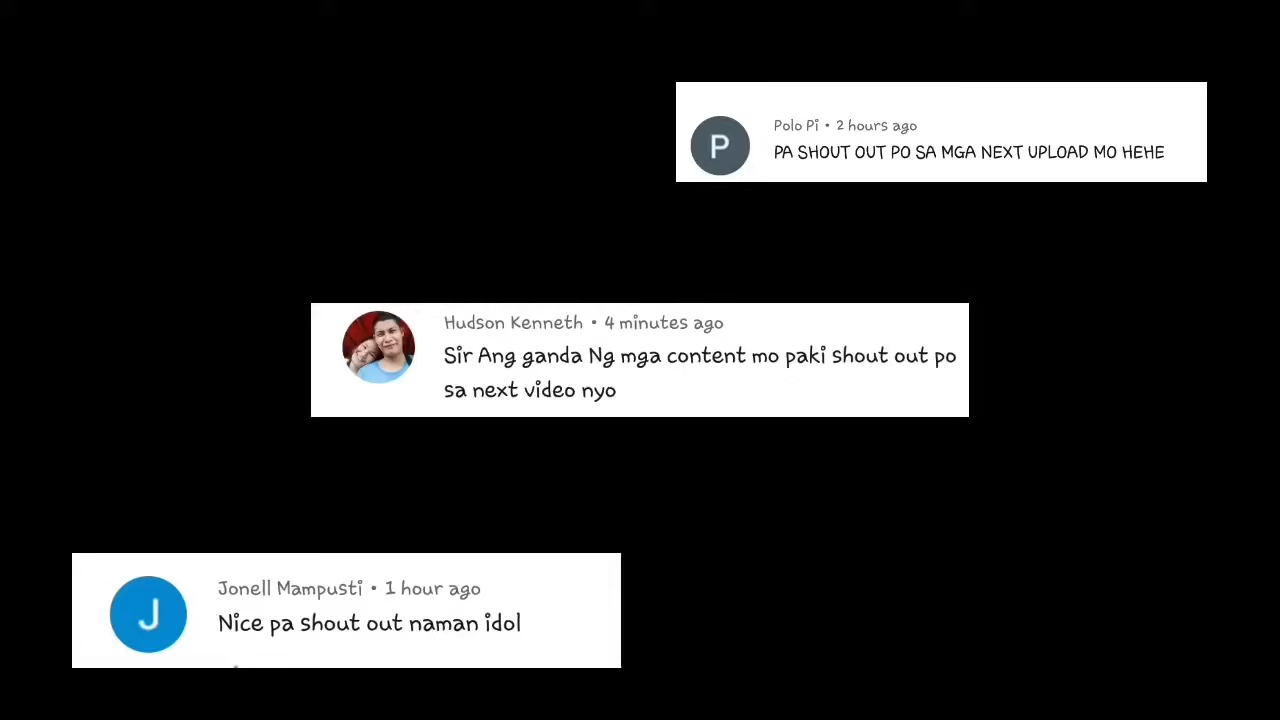 P
Polo Pi • 2 hours ago
PA SHOUT OUT PO SA MGA NEXT UPLOAD MO HEHE
Hudson Kenneth • 4 minutes ago
Sir Ang ganda Ng mga content mo paki shout out po
sa next video nyo
J
Jonell Mampusti • 1 hour ago
Nice pa shout out naman idol